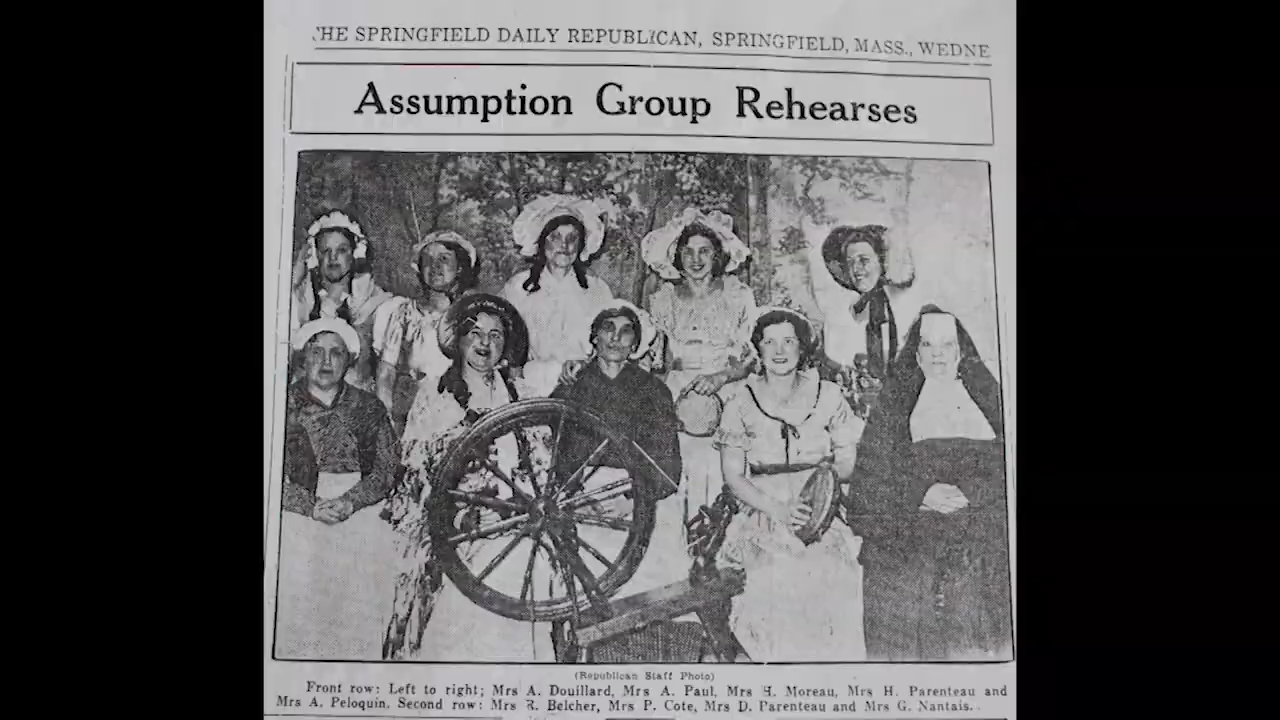 THE SPRINGFIELD DAILY REPUBLICAN, SPRINGFIELD, MASS., WEDNE
Assumption Group Rehearses
(Republican Staff Photo)
Front row: Left to right; Mrs A. Douillard, Mrs A. Paul, Mrs H. Moreau, Mrs H. Parenteau and
Mrs A. Peloquin. Second row: Mrs R. Belcher, Mrs P. Cote, Mrs D. Parenteau and Mrs G. Nantais.